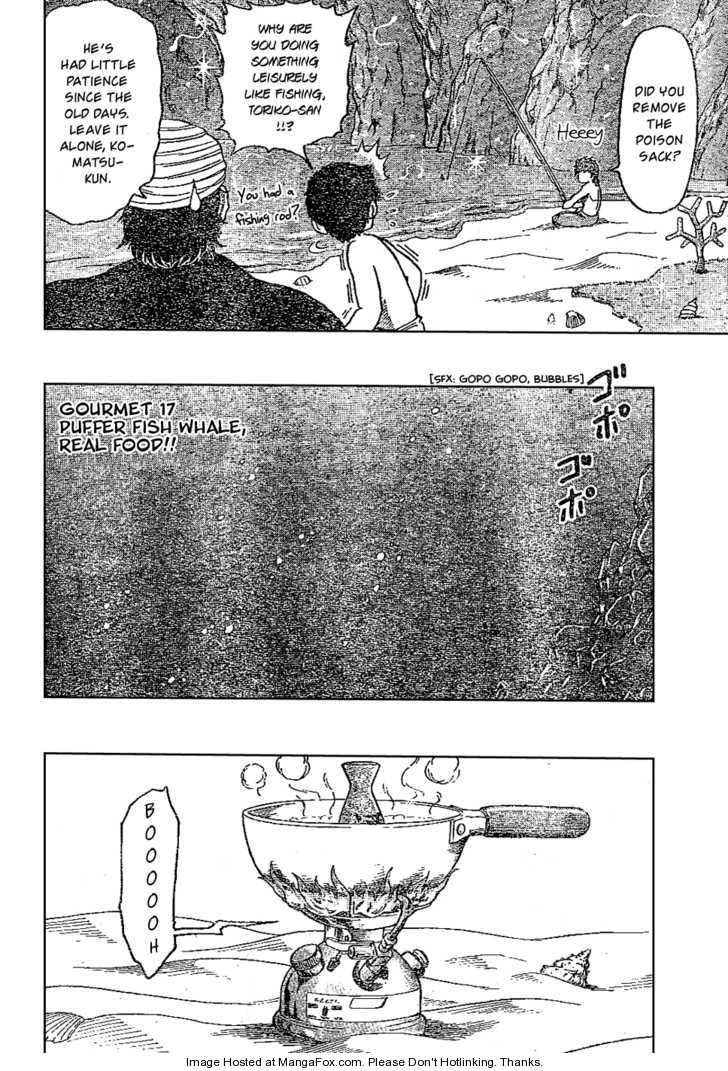 DID YOU
REMOVE
THE
POISON
SACK?
Heeey
WHY ARE
YOU DOING
SOMETHING
LEISURELY
LIKE FISHING,
TORIKO-SAN
!!?
You had a
fishing rod?
HE'S
HAD LITTLE
PATIENCE
SINCE THE
OLD DAYS.
LEAVE IT
ALONE, KO-
MATSU-
KUN.
[SFX: GOPO GOPO, BUBBLES]
ゴポ
ゴポ
GOURMET 17
PUFFER FISH WHALE,
REAL FOOD!!
BOOOOOH
Image Hosted at MangaFox.com. Please Don't Hotlinking. Thanks.